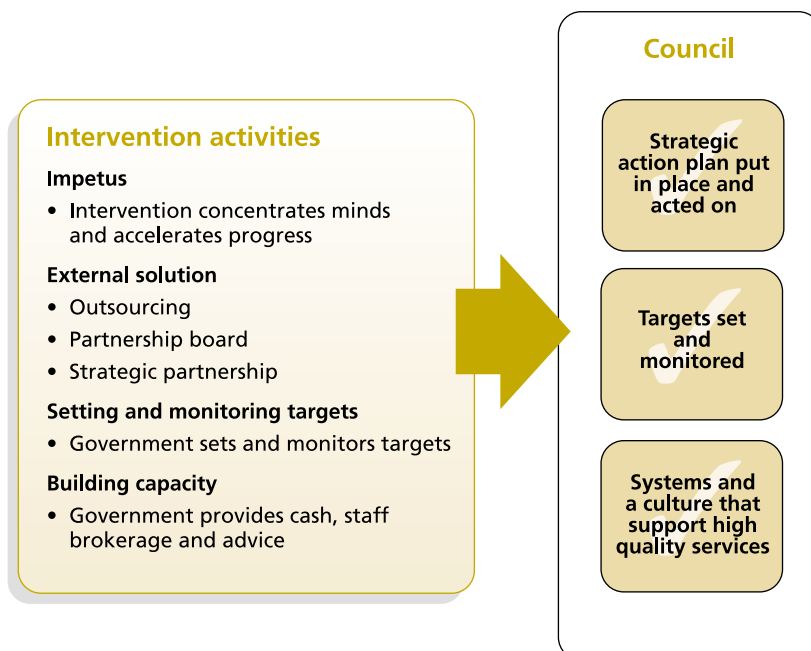 Intervention activities
Impetus
• Intervention concentrates minds
and accelerates progress
External solution
• Outsourcing
• Partnership board
• Strategic partnership
Setting and monitoring targets
• Government sets and monitors targets
Building capacity
• Government provides cash, staff
brokerage and advice
Council
Strategic
action plan put
in place and
acted on
Targets set
and
monitored
Systems and
a culture that
support high
quality services